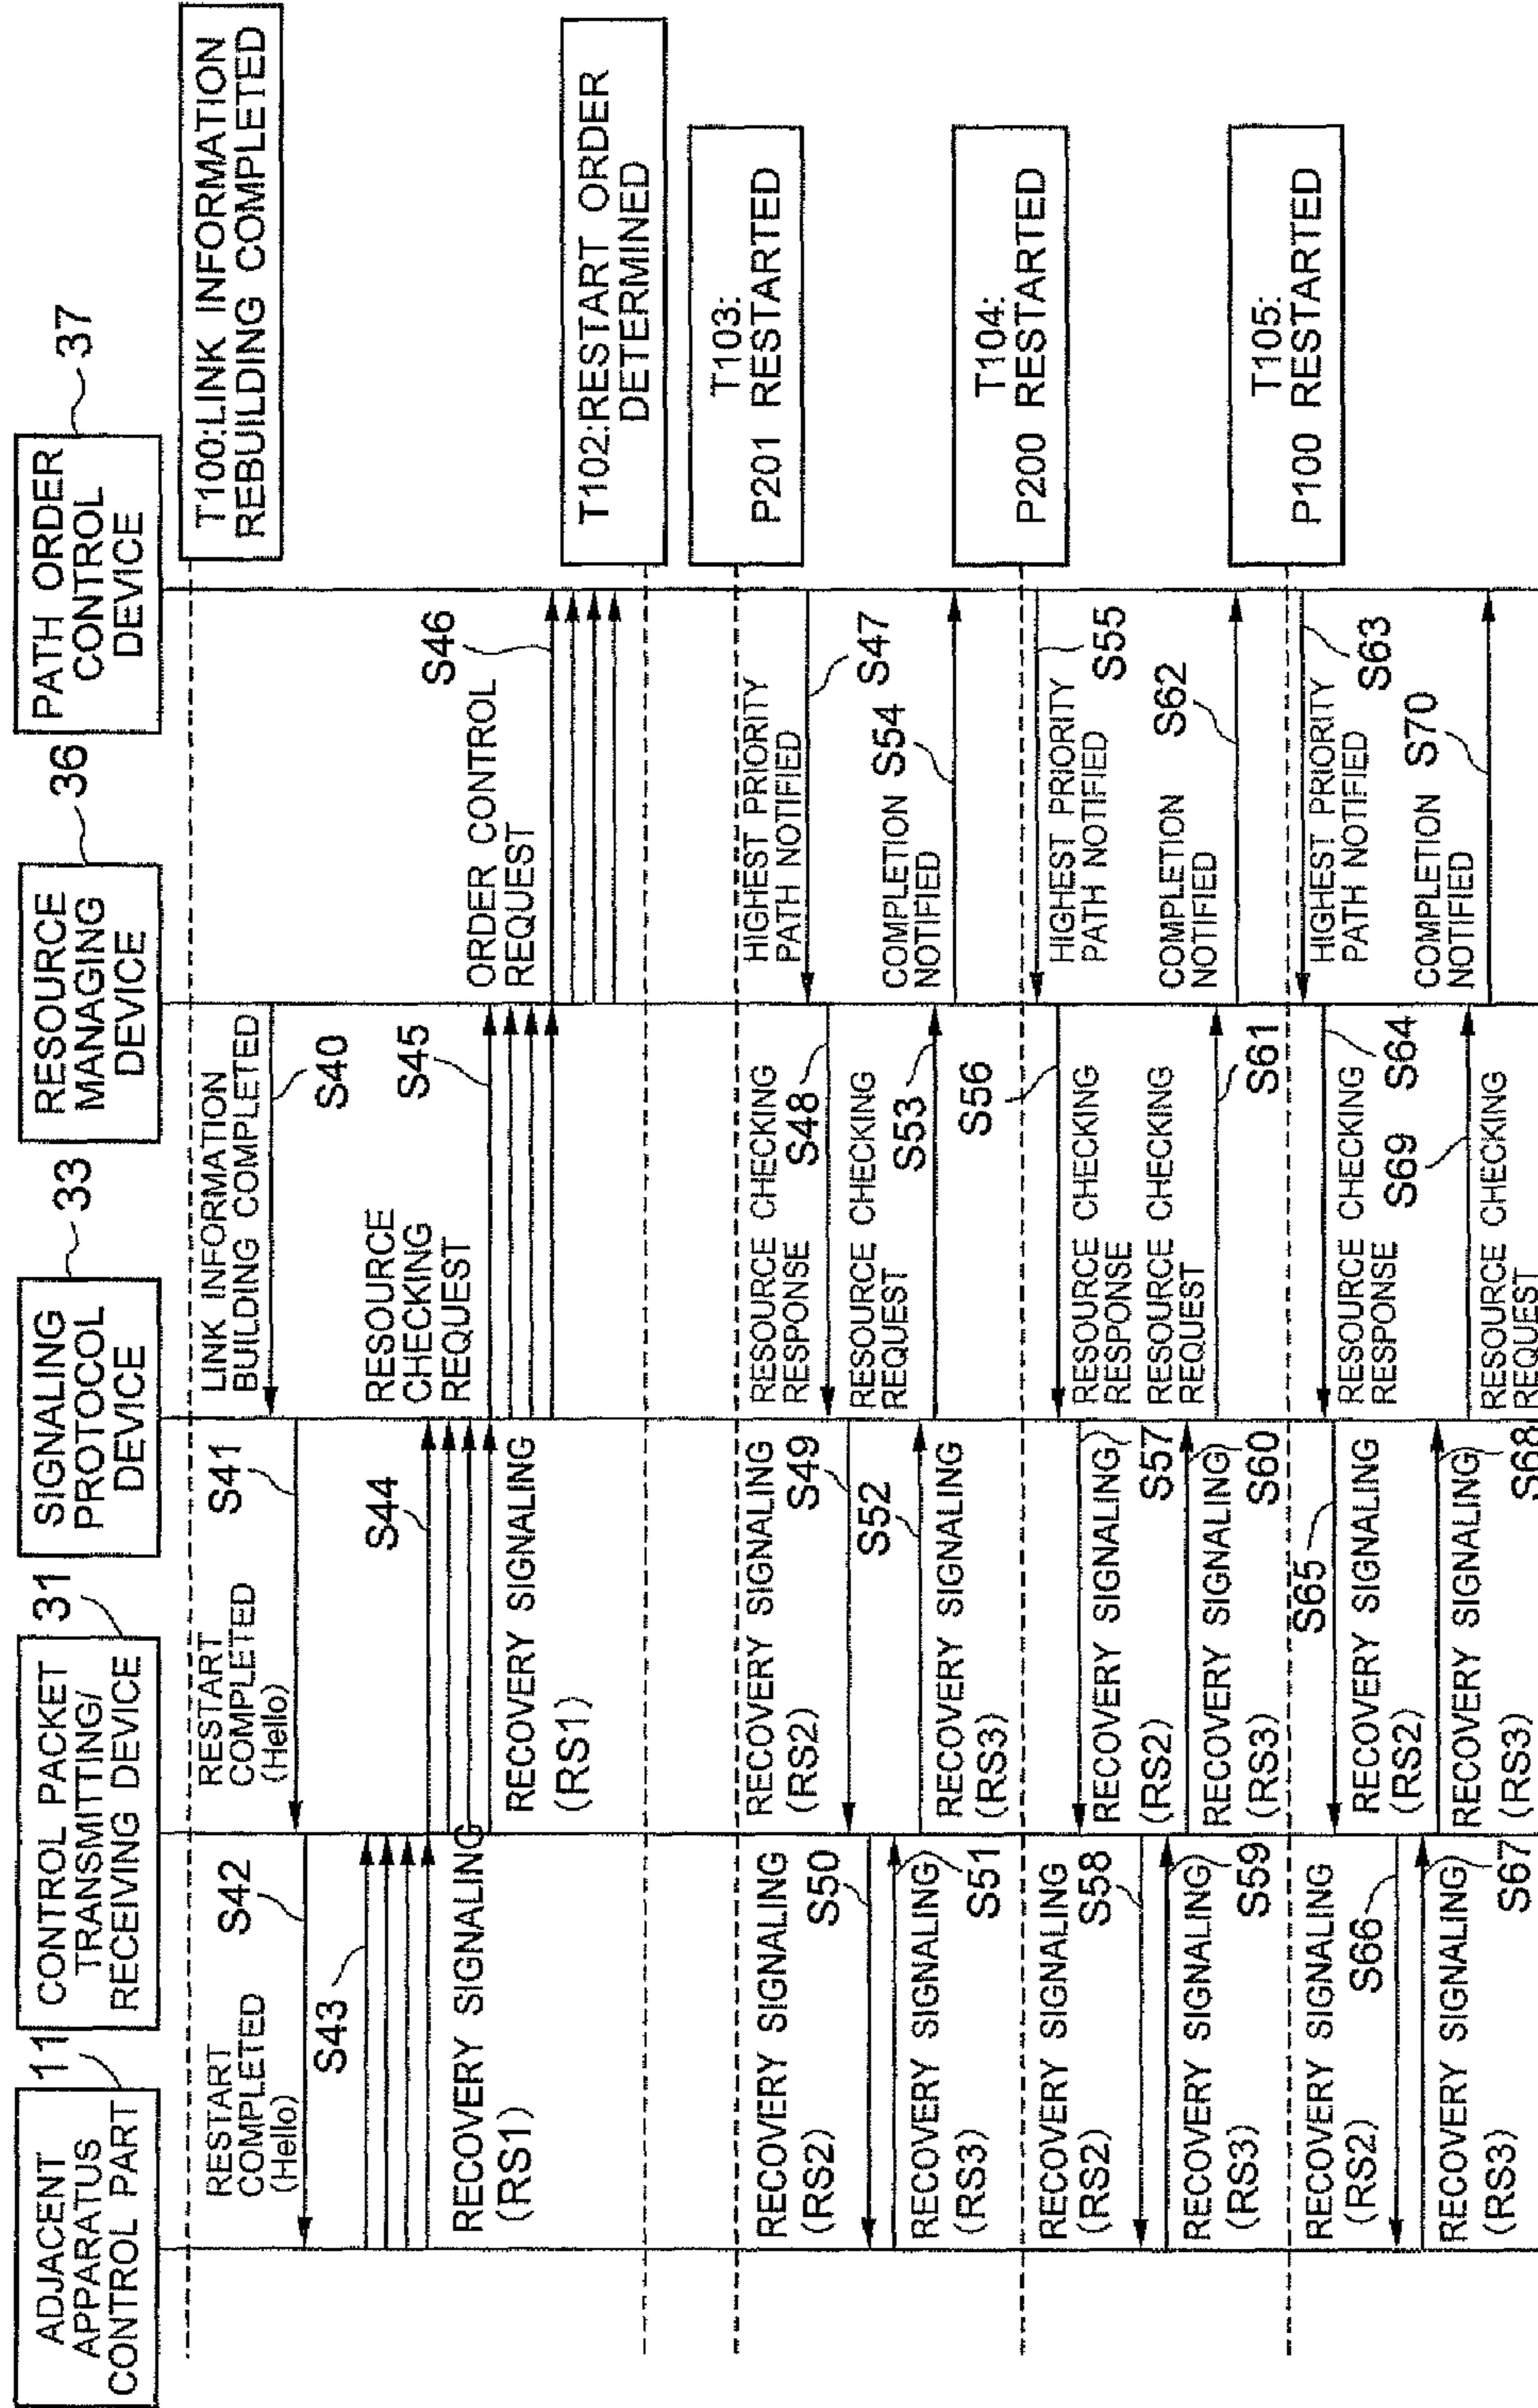 ADJACENT
APPARATUS
CONTROL PART
11
CONTROL PACKET
TRANSMITTING/
RECEIVING DEVICE
31
SIGNALING
PROTOCOL
DEVICE
33
RESOURCE
MANAGING
DEVICE
36
PATH ORDER
CONTROL
DEVICE
37
T100:LINK INFORMATION
REBUILDING COMPLETED
LINK INFORMATION
BUILDING COMPLETED
S40
RESTART
COMPLETED
(Hello)
S41
RESTART
COMPLETED
(Hello)
S42
S43
RECOVERY SIGNALING
(RS1)
S44
RECOVERY SIGNALING
(RS1)
RESOURCE
CHECKING
REQUEST
S45
ORDER CONTROL
REQUEST
S46
T102:RESTART ORDER
DETERMINED
T103:
P201 RESTARTED
HIGHEST PRIORITY
PATH NOTIFIED
S47
RESOURCE CHECKING
RESPONSE
S48
RECOVERY SIGNALING
(RS2)
S49
RECOVERY SIGNALING
(RS2)
S50
RECOVERY SIGNALING
(RS3)
S51
S52
RECOVERY SIGNALING
(RS3)
RESOURCE CHECKING
REQUEST
S53
COMPLETION
NOTIFIED
S54
T104:
P200 RESTARTED
HIGHEST PRIORITY
PATH NOTIFIED
S55
S56
RESOURCE CHECKING
RESPONSE
RECOVERY SIGNALING
(RS2)
S57
RECOVERY SIGNALING
(RS2)
S58
RECOVERY SIGNALING
(RS3)
S59
RECOVERY SIGNALING
(RS3)
S60
RESOURCE CHECKING
REQUEST
S61
COMPLETION
NOTIFIED
S62
T105:
P100 RESTARTED
HIGHEST PRIORITY
PATH NOTIFIED
S63
RESOURCE CHECKING
RESPONSE
S64
S65
RECOVERY SIGNALING
(RS2)
RECOVERY SIGNALING
(RS2)
S66
RECOVERY SIGNALING
(RS3)
S67
RECOVERY SIGNALING
(RS3)
S68
S69
RESOURCE CHECKING
REQUEST
COMPLETION
NOTIFIED
S70